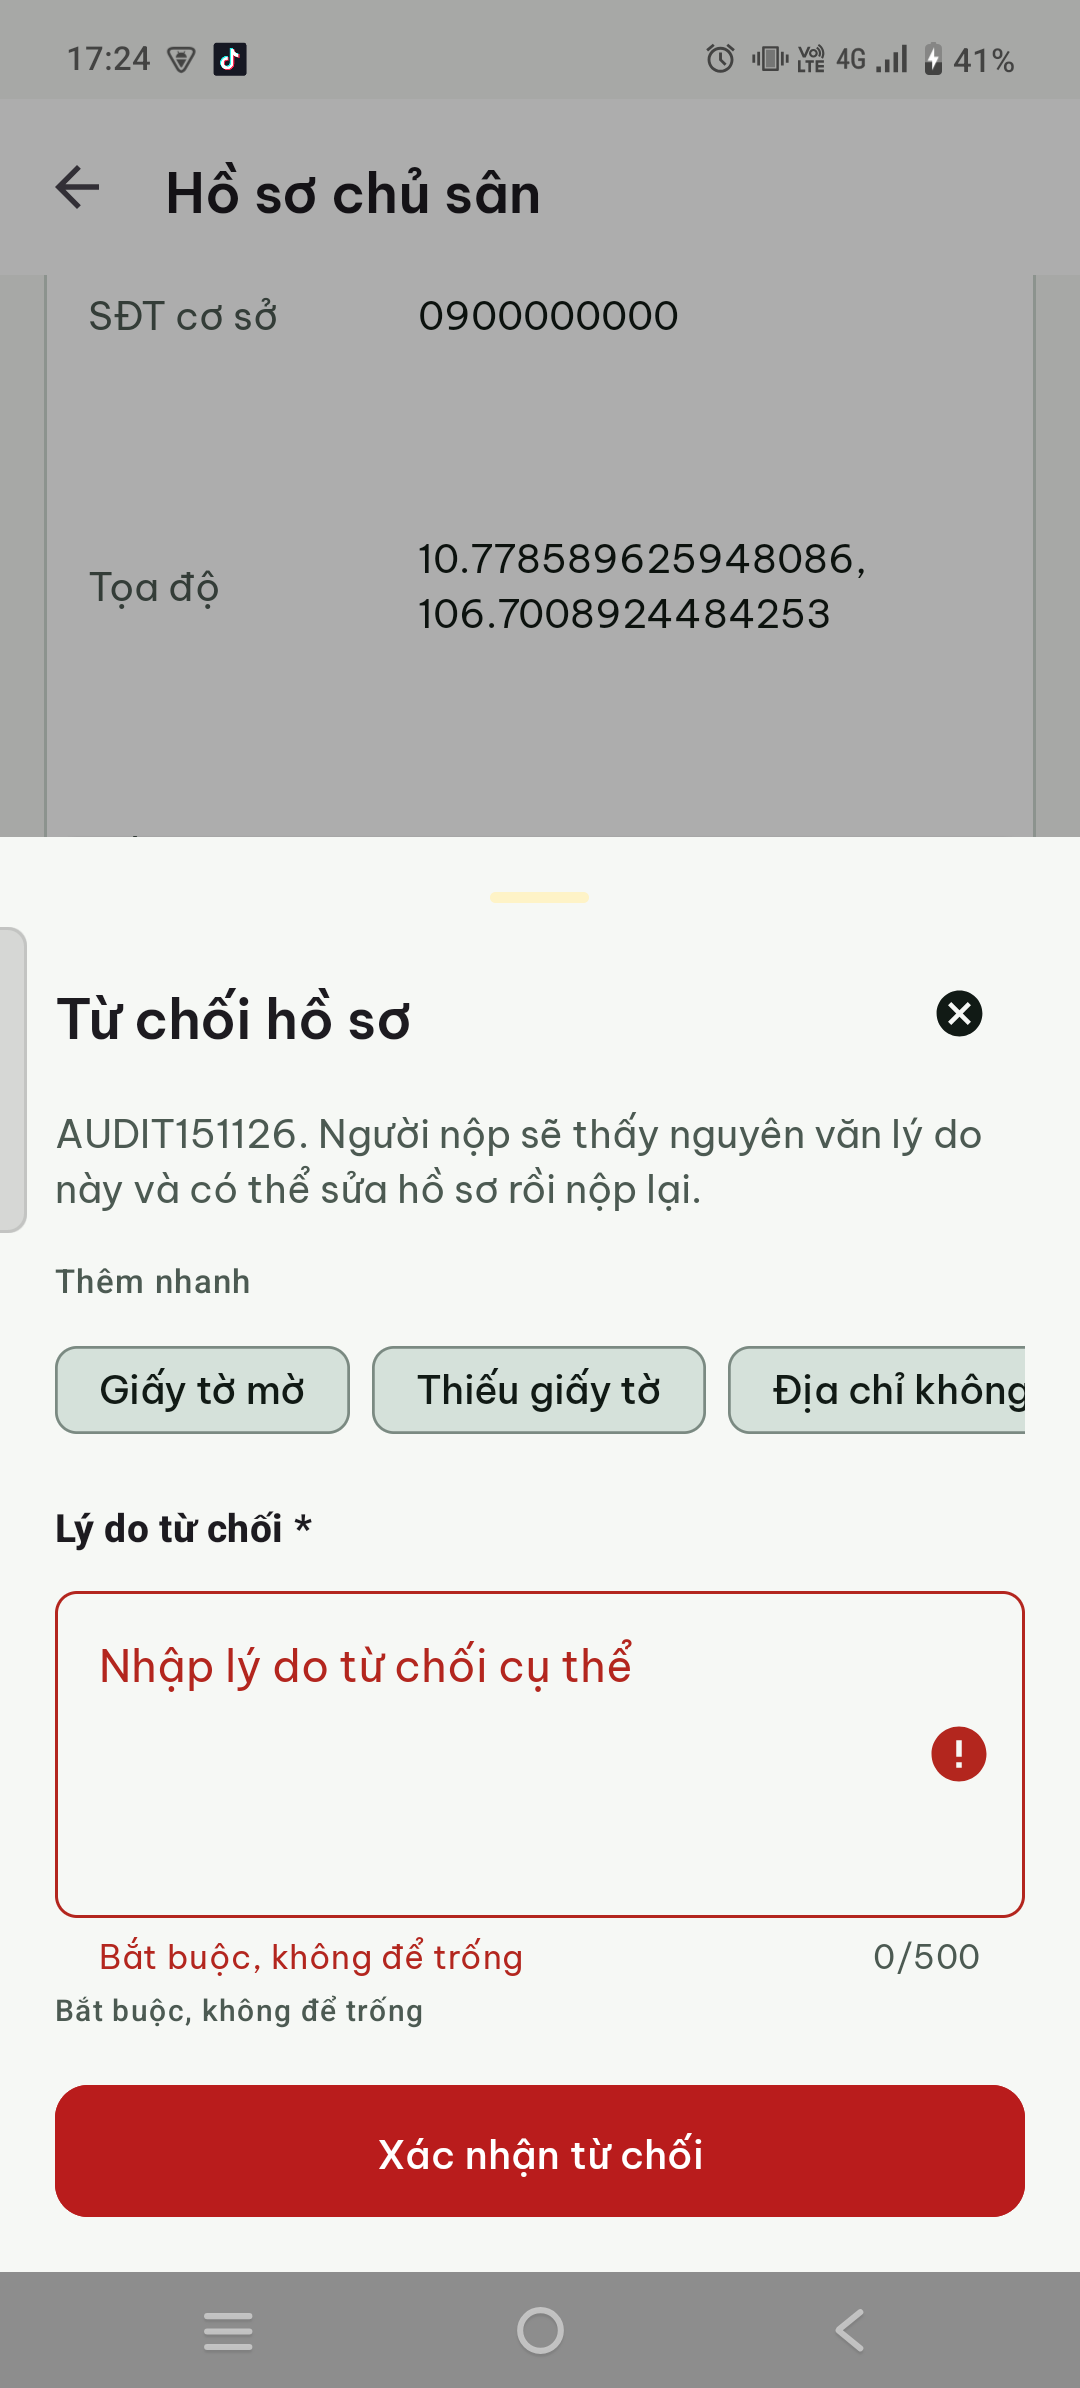 17:24
VoLTE 4G 41%
Hồ sơ chủ sân
SĐT cơ sở 0900000000
Tọa độ 10.778589625948086,
106.7008924484253
Từ chối hồ sơ
AUDIT151126. Người nộp sẽ thấy nguyên văn lý do
này và có thể sửa hồ sơ rồi nộp lại.
Thêm nhanh
Giấy tờ mờ Thiếu giấy tờ Địa chỉ không
Lý do từ chối *
Nhập lý do từ chối cụ thể
Bắt buộc, không để trống 0/500
Bắt buộc, không để trống
Xác nhận từ chối